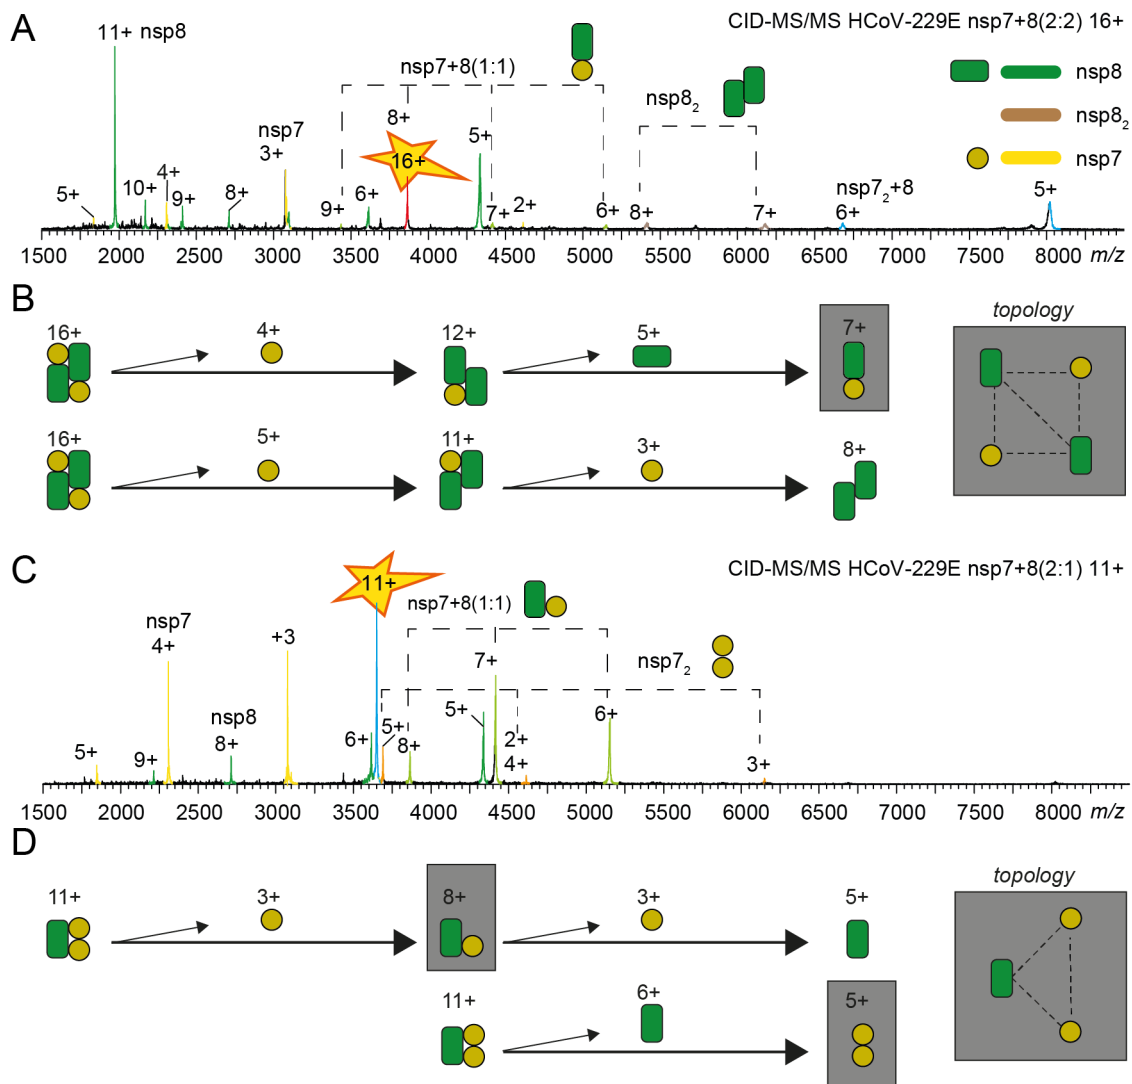 A
CID-MS/MS HCoV-229E nsp7+8(2:2) 16+
11+ nsp8
nsp7+8(1:1)
nsp8
nsp8₂
nsp8₂
nsp7
nsp7
3+
8+
16+
5+
5+
10+
4+
9+
8+
9+
6+
7+
2+
6+
8+
7+
nsp7₂+8
6+
5+
1500 2000 2500 3000 3500 4000 4500 5000 5500 6000 6500 7000 7500 8000 m/z
B
16+
4+
12+
5+
7+
topology
16+
5+
11+
3+
8+
C
CID-MS/MS HCoV-229E nsp7+8(2:1) 11+
11+
nsp7+8(1:1)
nsp7₂
nsp7
4+
+3
nsp8
8+
5+
9+
6+
5+
8+
5+
7+
2+
4+
6+
3+
1500 2000 2500 3000 3500 4000 4500 5000 5500 6000 6500 7000 7500 8000 m/z
D
11+
3+
8+
3+
5+
topology
11+
6+
5+